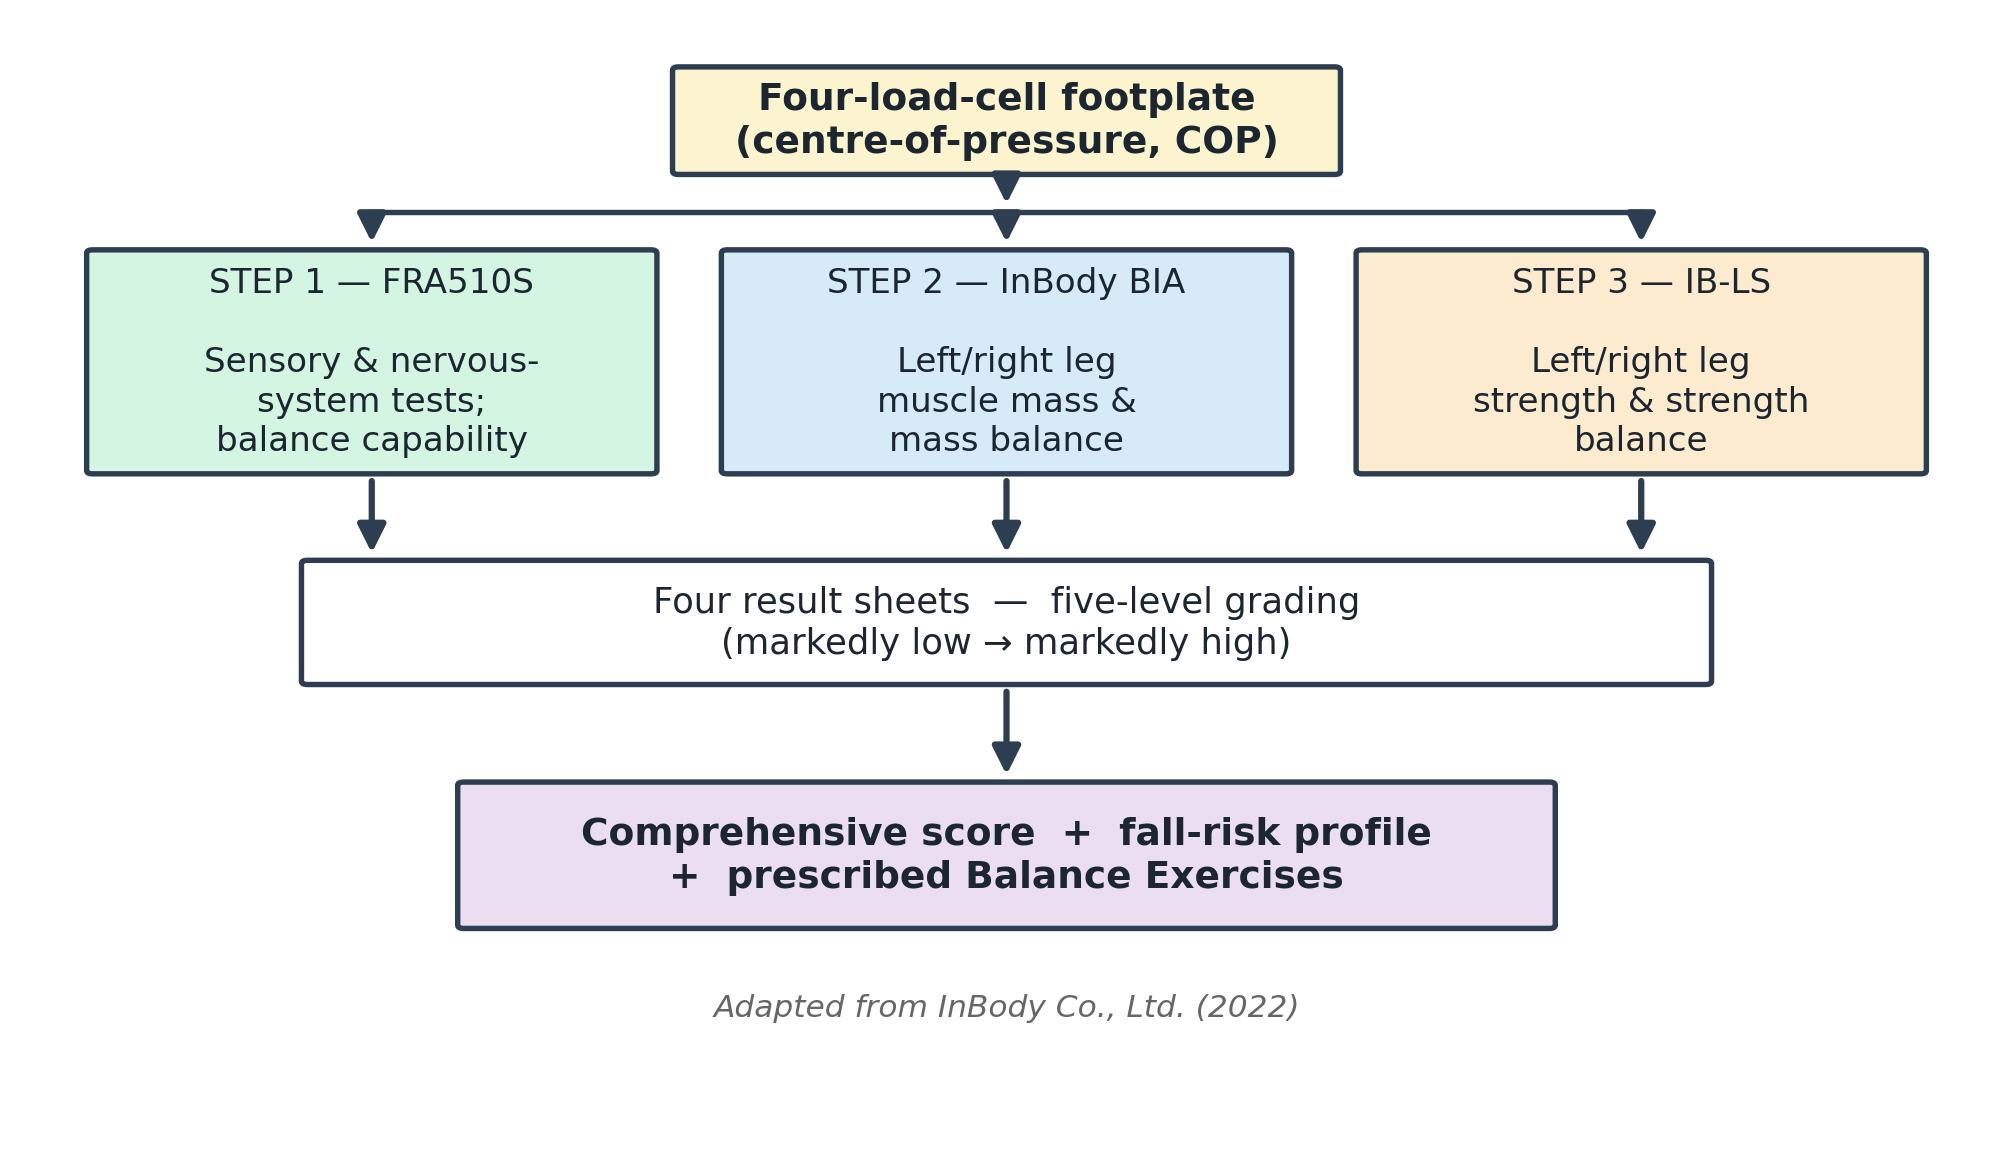 Four-load-cell footplate
(centre-of-pressure, COP)
STEP 1 — FRA510S
Sensory & nervous-
system tests;
balance capability
STEP 2 — InBody BIA
Left/right leg
muscle mass &
mass balance
STEP 3 — IB-LS
Left/right leg
strength & strength
balance
Four result sheets — five-level grading
(markedly low → markedly high)
Comprehensive score + fall-risk profile
+ prescribed Balance Exercises
Adapted from InBody Co., Ltd. (2022)